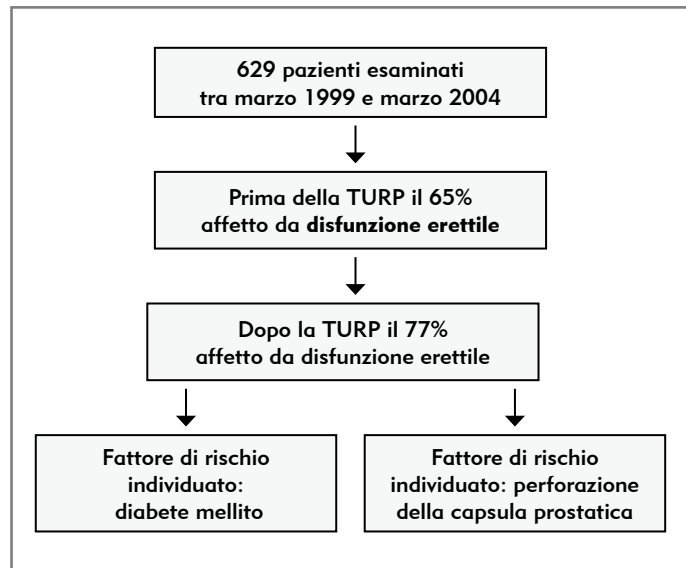 629 pazienti esaminati
tra marzo 1999 e marzo 2004
Prima della TURP il 65%
affetto da disfunzione erettile
Dopo la TURP il 77%
affetto da disfunzione erettile
Fattore di rischio
individuato:
diabete mellito
Fattore di rischio
individuato: perforazione
della capsula prostatica